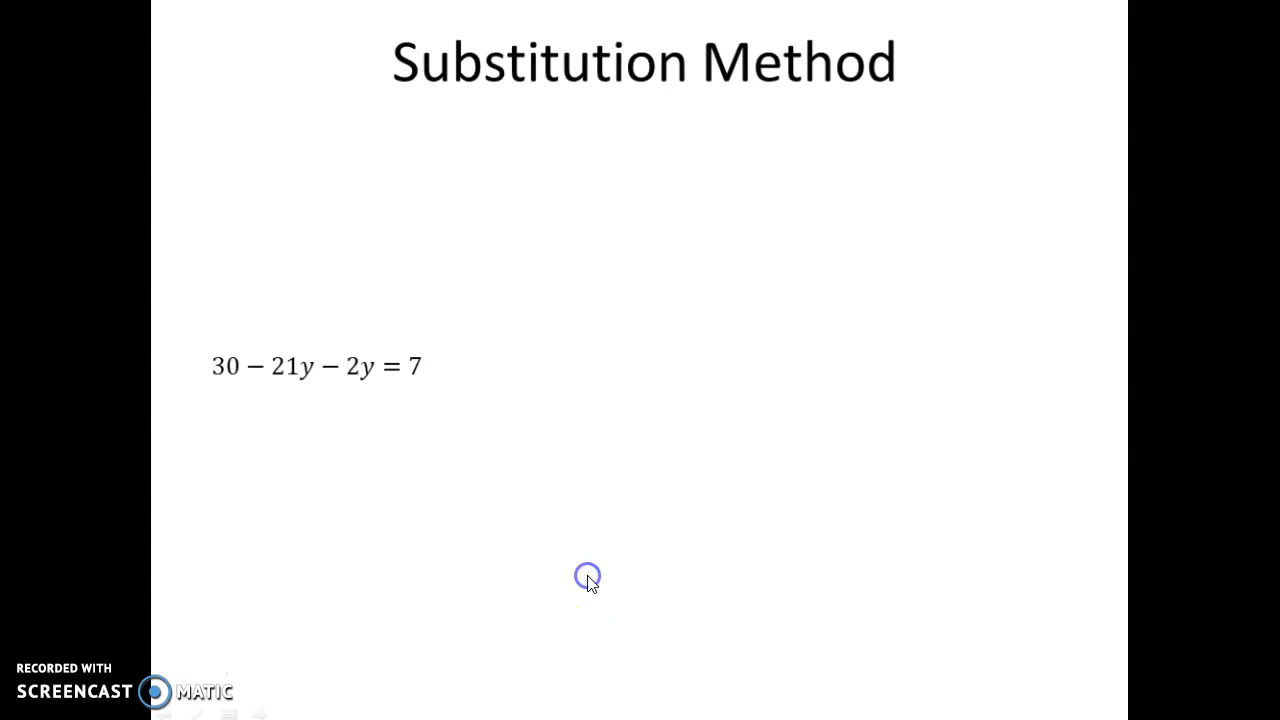 Substitution Method
30 − 21y − 2y = 7
RECORDED WITH
SCREENCAST MATIC